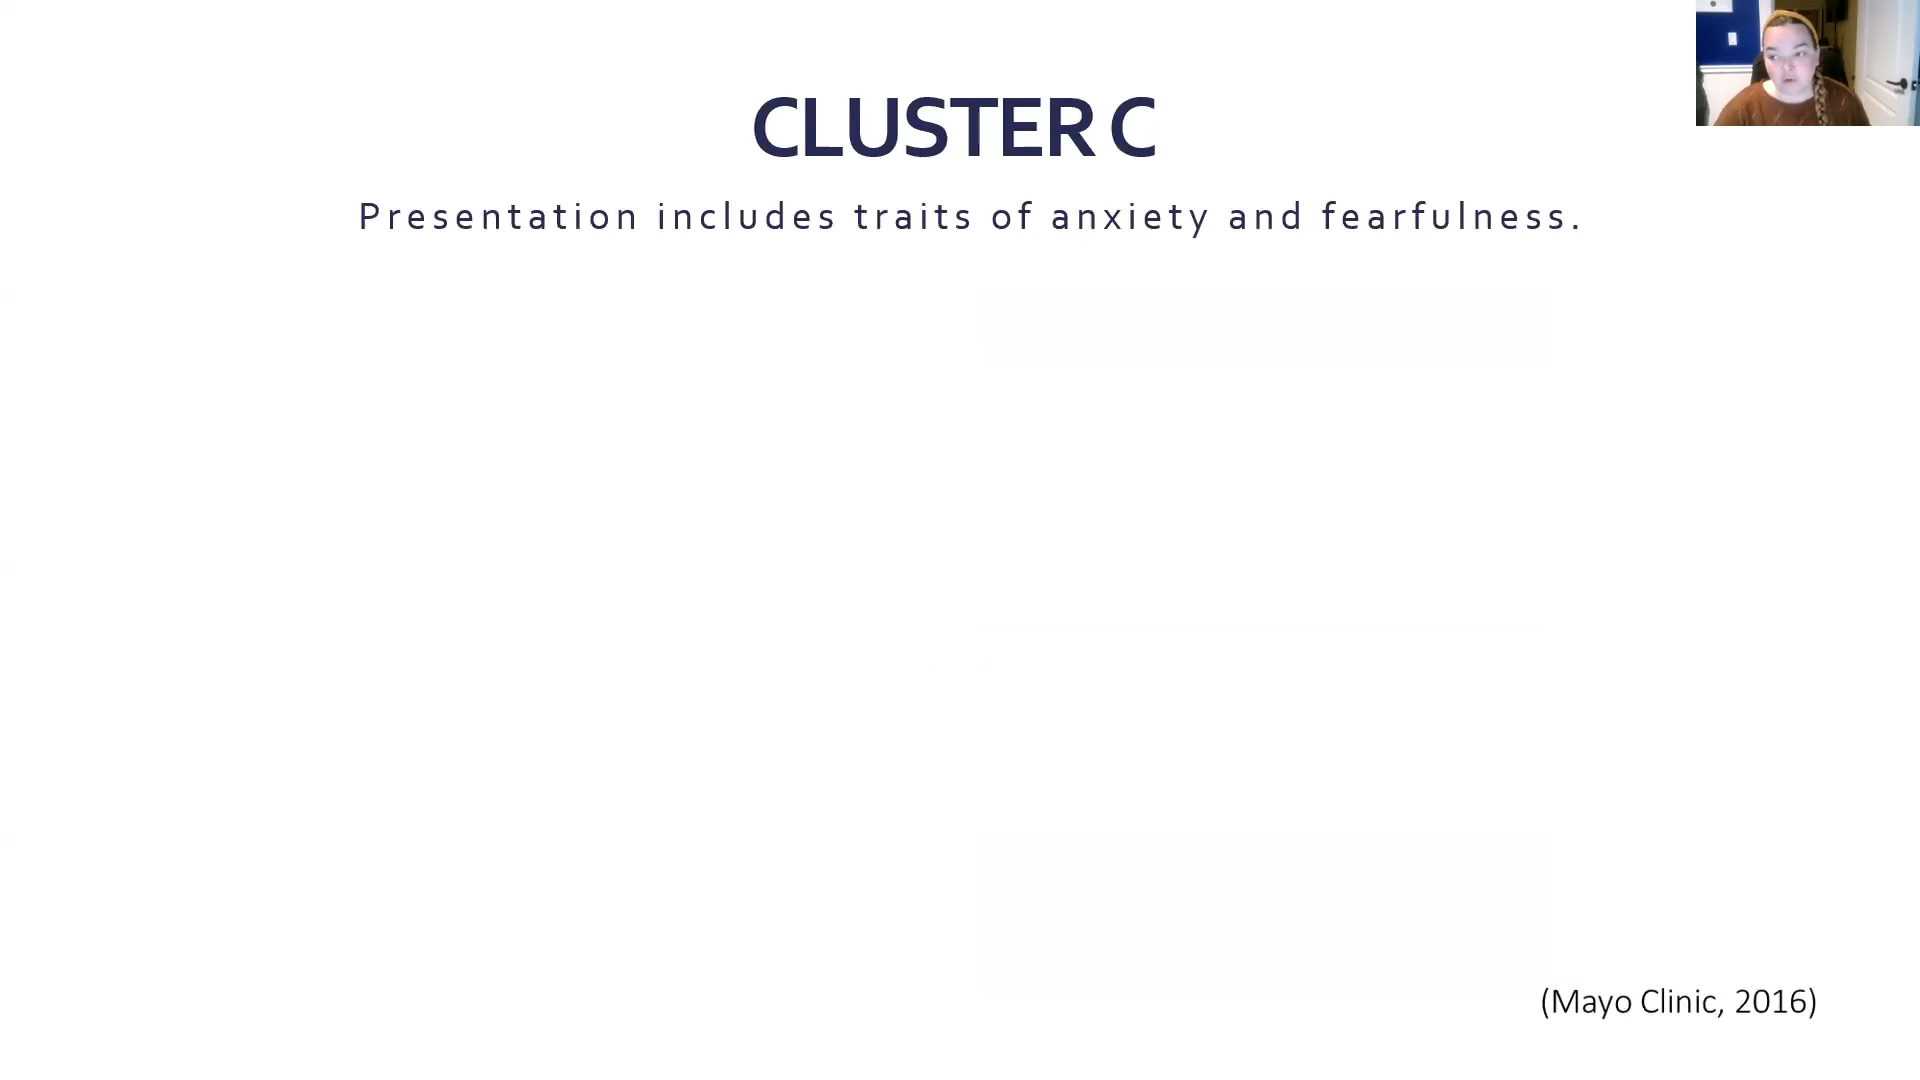 CLUSTER C
Presentation includes traits of anxiety and fearfulness.
(Mayo Clinic, 2016)